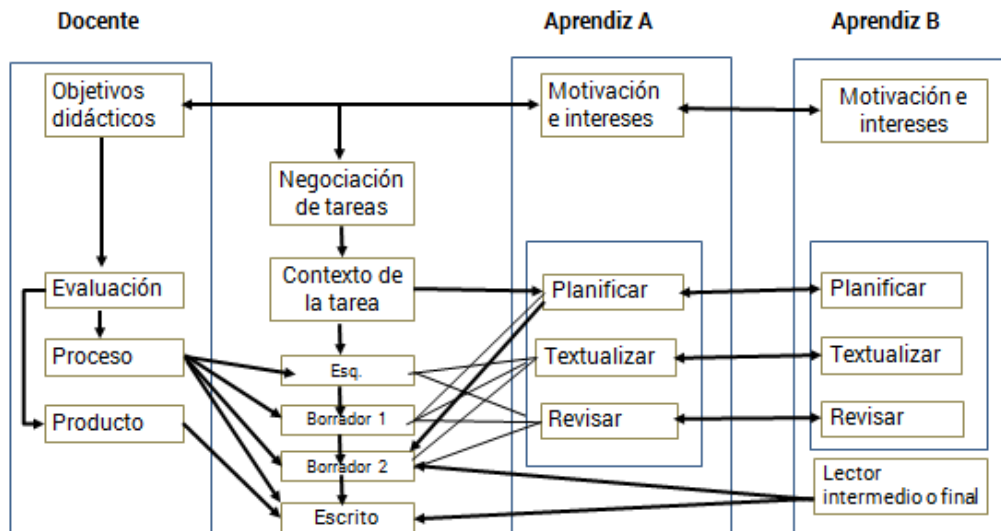 Docente
Aprendiz A
Aprendiz B
Objetivos
didácticos
Motivación
e intereses
Motivación e
intereses
Negociación
de tareas
Contexto de
la tarea
Evaluación
Planificar
Planificar
Proceso
Esq.
Textualizar
Textualizar
Producto
Borrador 1
Revisar
Revisar
Borrador 2
Lector
intermedio o final
Escrito